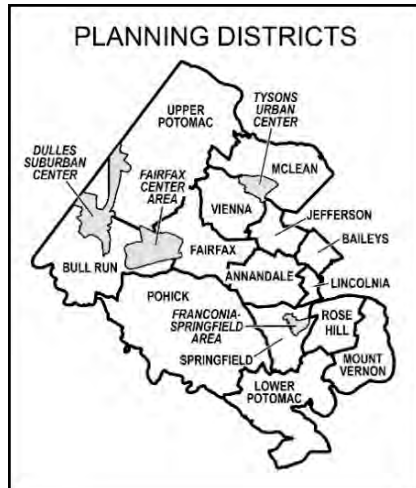 PLANNING DISTRICTS
UPPER
POTOMAC
TYSONS
URBAN
CENTER
DULLES
SUBURBAN
CENTER
FAIRFAX
CENTER
AREA
MCLEAN
VIENNA
JEFFERSON
BAILEYS
FAIRFAX
BULL RUN
ANNANDALE
LINCOLNIA
POHICK
FRANCONIA-
SPRINGFIELD
AREA
ROSE
HILL
SPRINGFIELD
MOUNT
VERNON
LOWER
POTOMAC